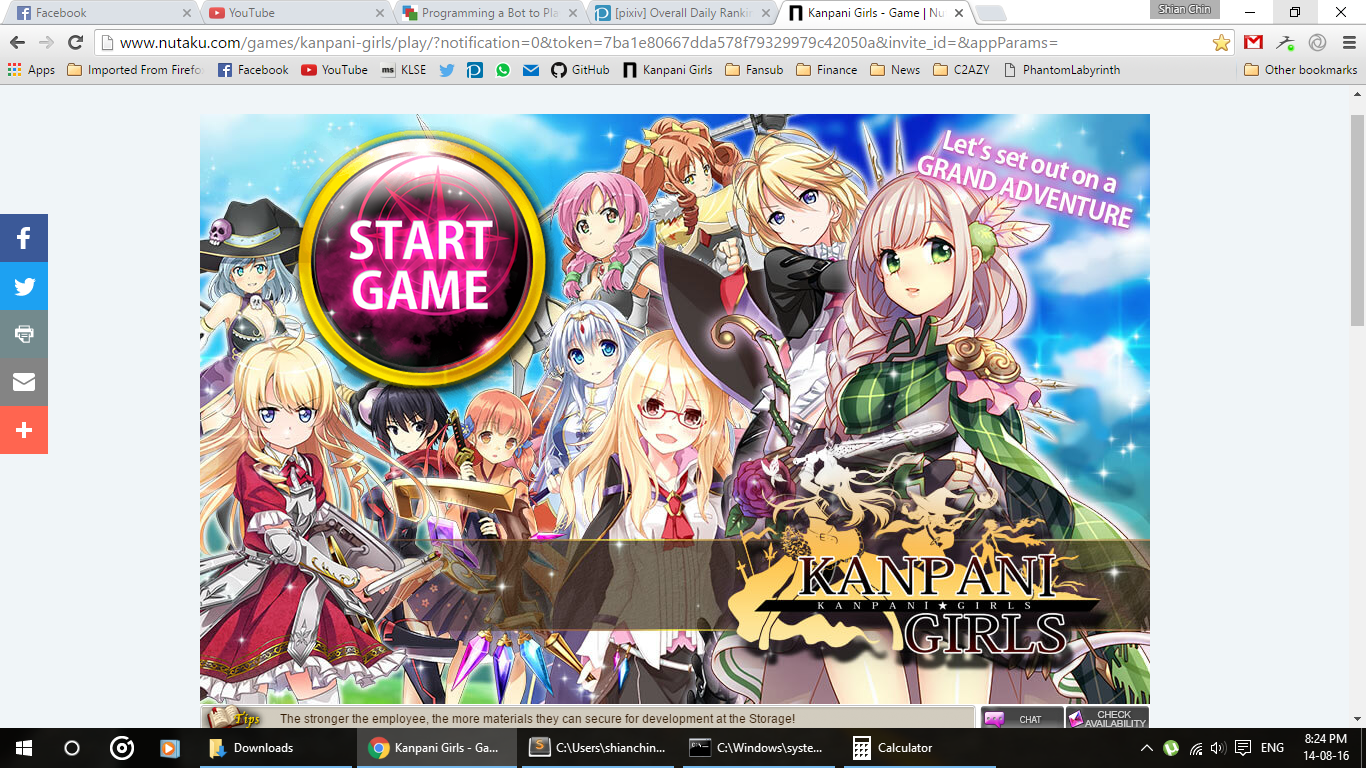 Facebook
YouTube
Programming a Bot to Pla
[pixiv] Overall Daily Rankin
Kanpani Girls - Game | Nu
Shian Chin
www.nutaku.com/games/kanpani-girls/play/?notification=0&token=7ba1e80667dda578f79329979c42050a&invite_id=&appParams=
Apps
Imported From Firefo
Facebook
YouTube
ms
KLSE
GitHub
Kanpani Girls
Fansub
Finance
News
C2AZY
PhantomLabyrinth
Other bookmarks
Let's set out on a
GRAND ADVENTURE
START
GAME
KANPANI
KANPANI★GIRLS
GIRLS
Tips
The stronger the employee, the more materials they can secure for development at the Storage!
CHAT
CHECK
AVAILABILITY
Downloads
Kanpani Girls - Ga...
C:\Users\shianchin...
C:\Windows\syste...
Calculator
ENG
8:24 PM
14-08-16